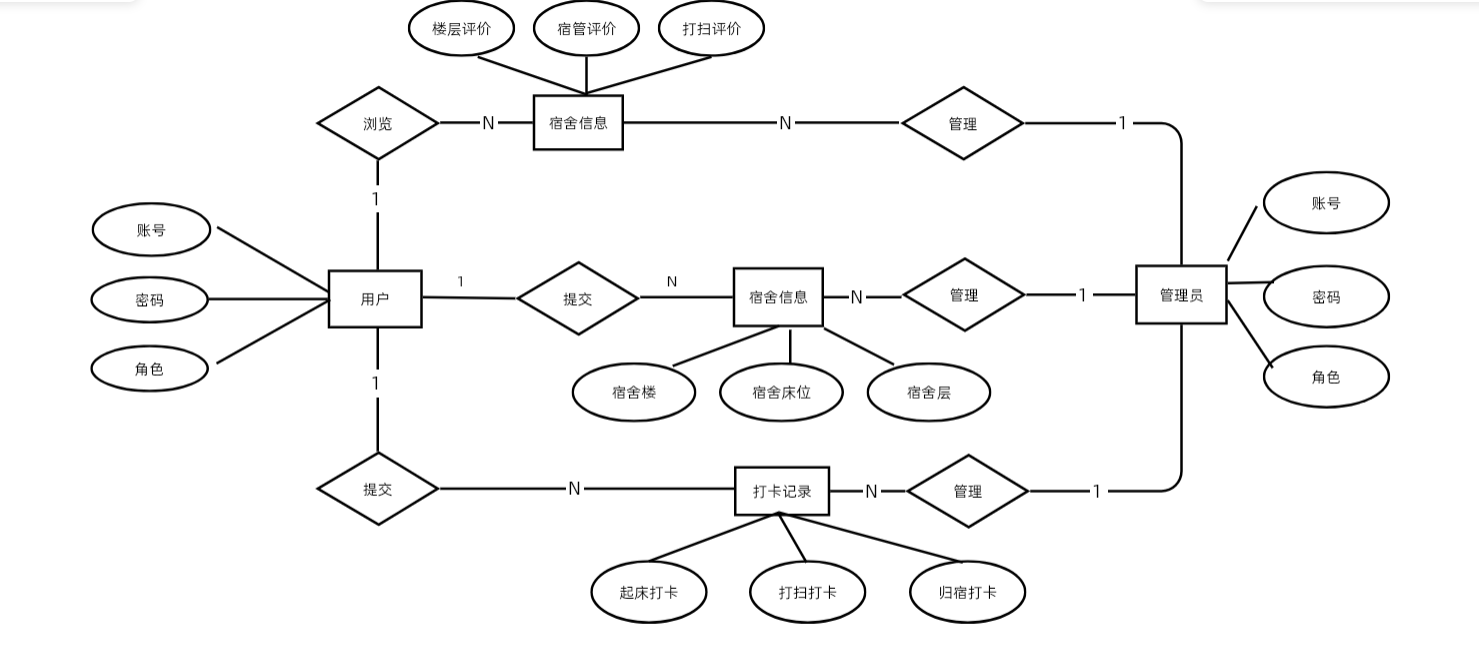 楼层评价
宿管评价
打扫评价
浏览
N
宿舍信息
N
管理
1
1
账号
密码
角色
用户
1
提交
N
宿舍信息
N
管理
1
管理员
账号
密码
角色
宿舍楼
宿舍床位
宿舍层
1
提交
N
打卡记录
N
管理
1
起床打卡
打扫打卡
归宿打卡